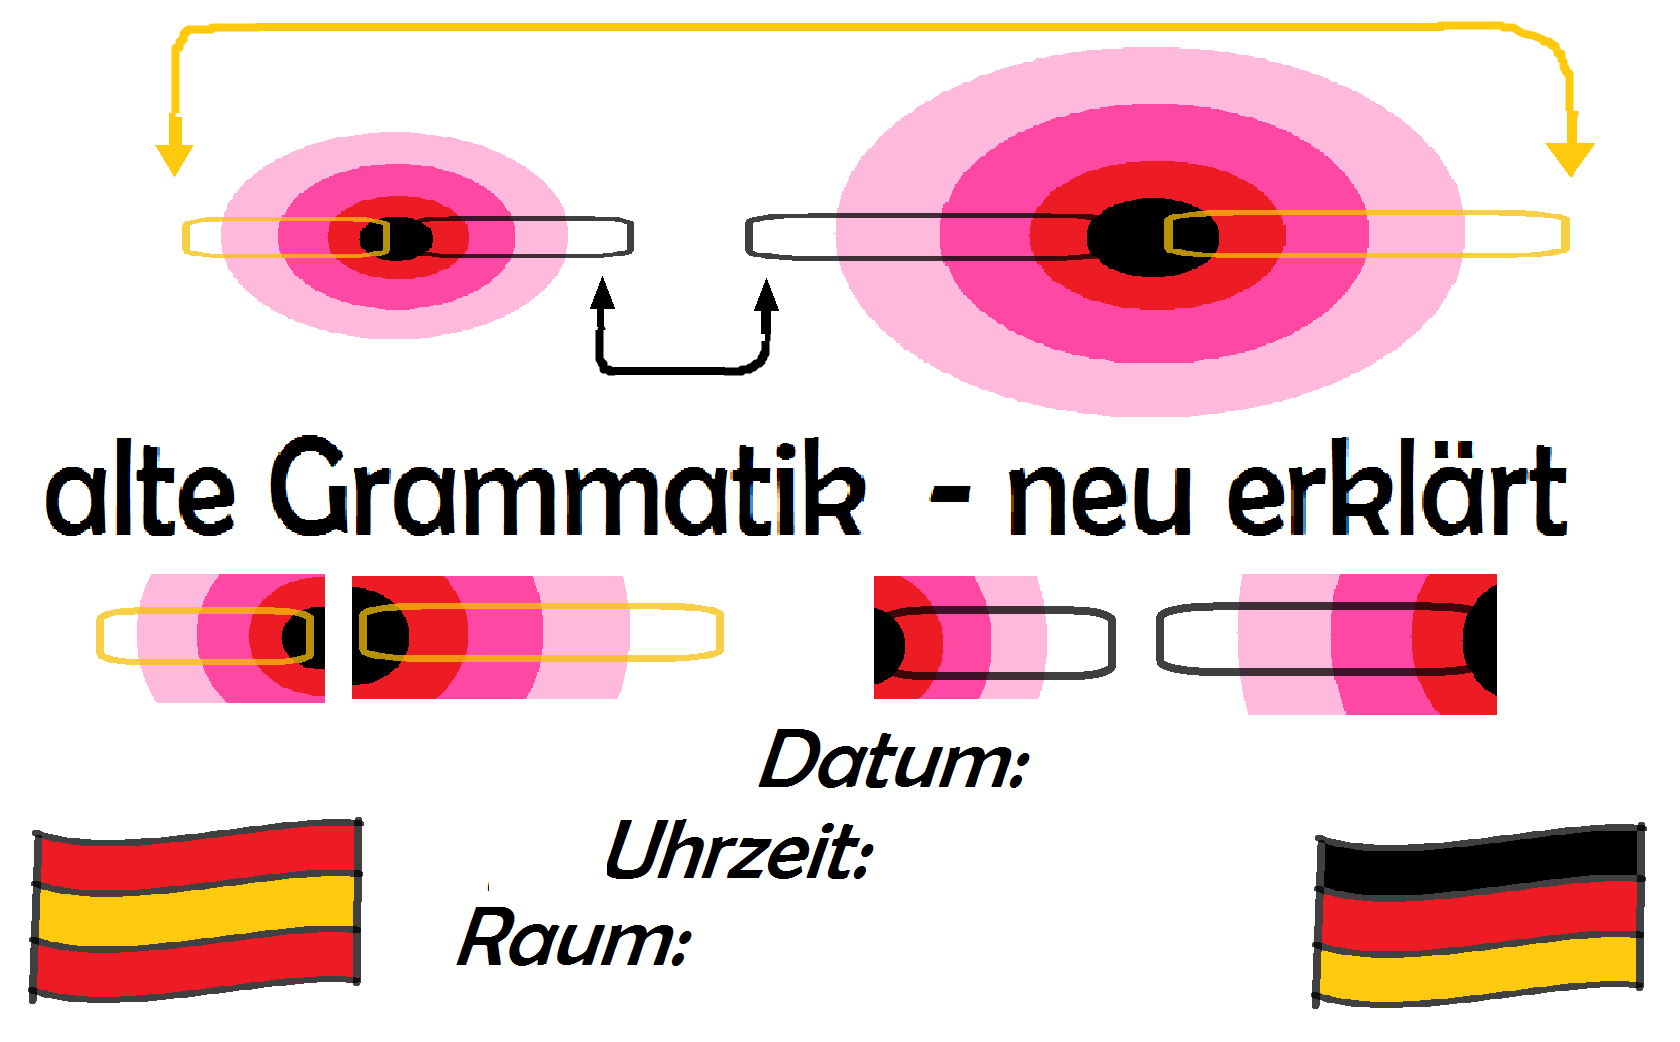 alte Grammatik - neu erklärt
Datum:
Uhrzeit:
Raum: